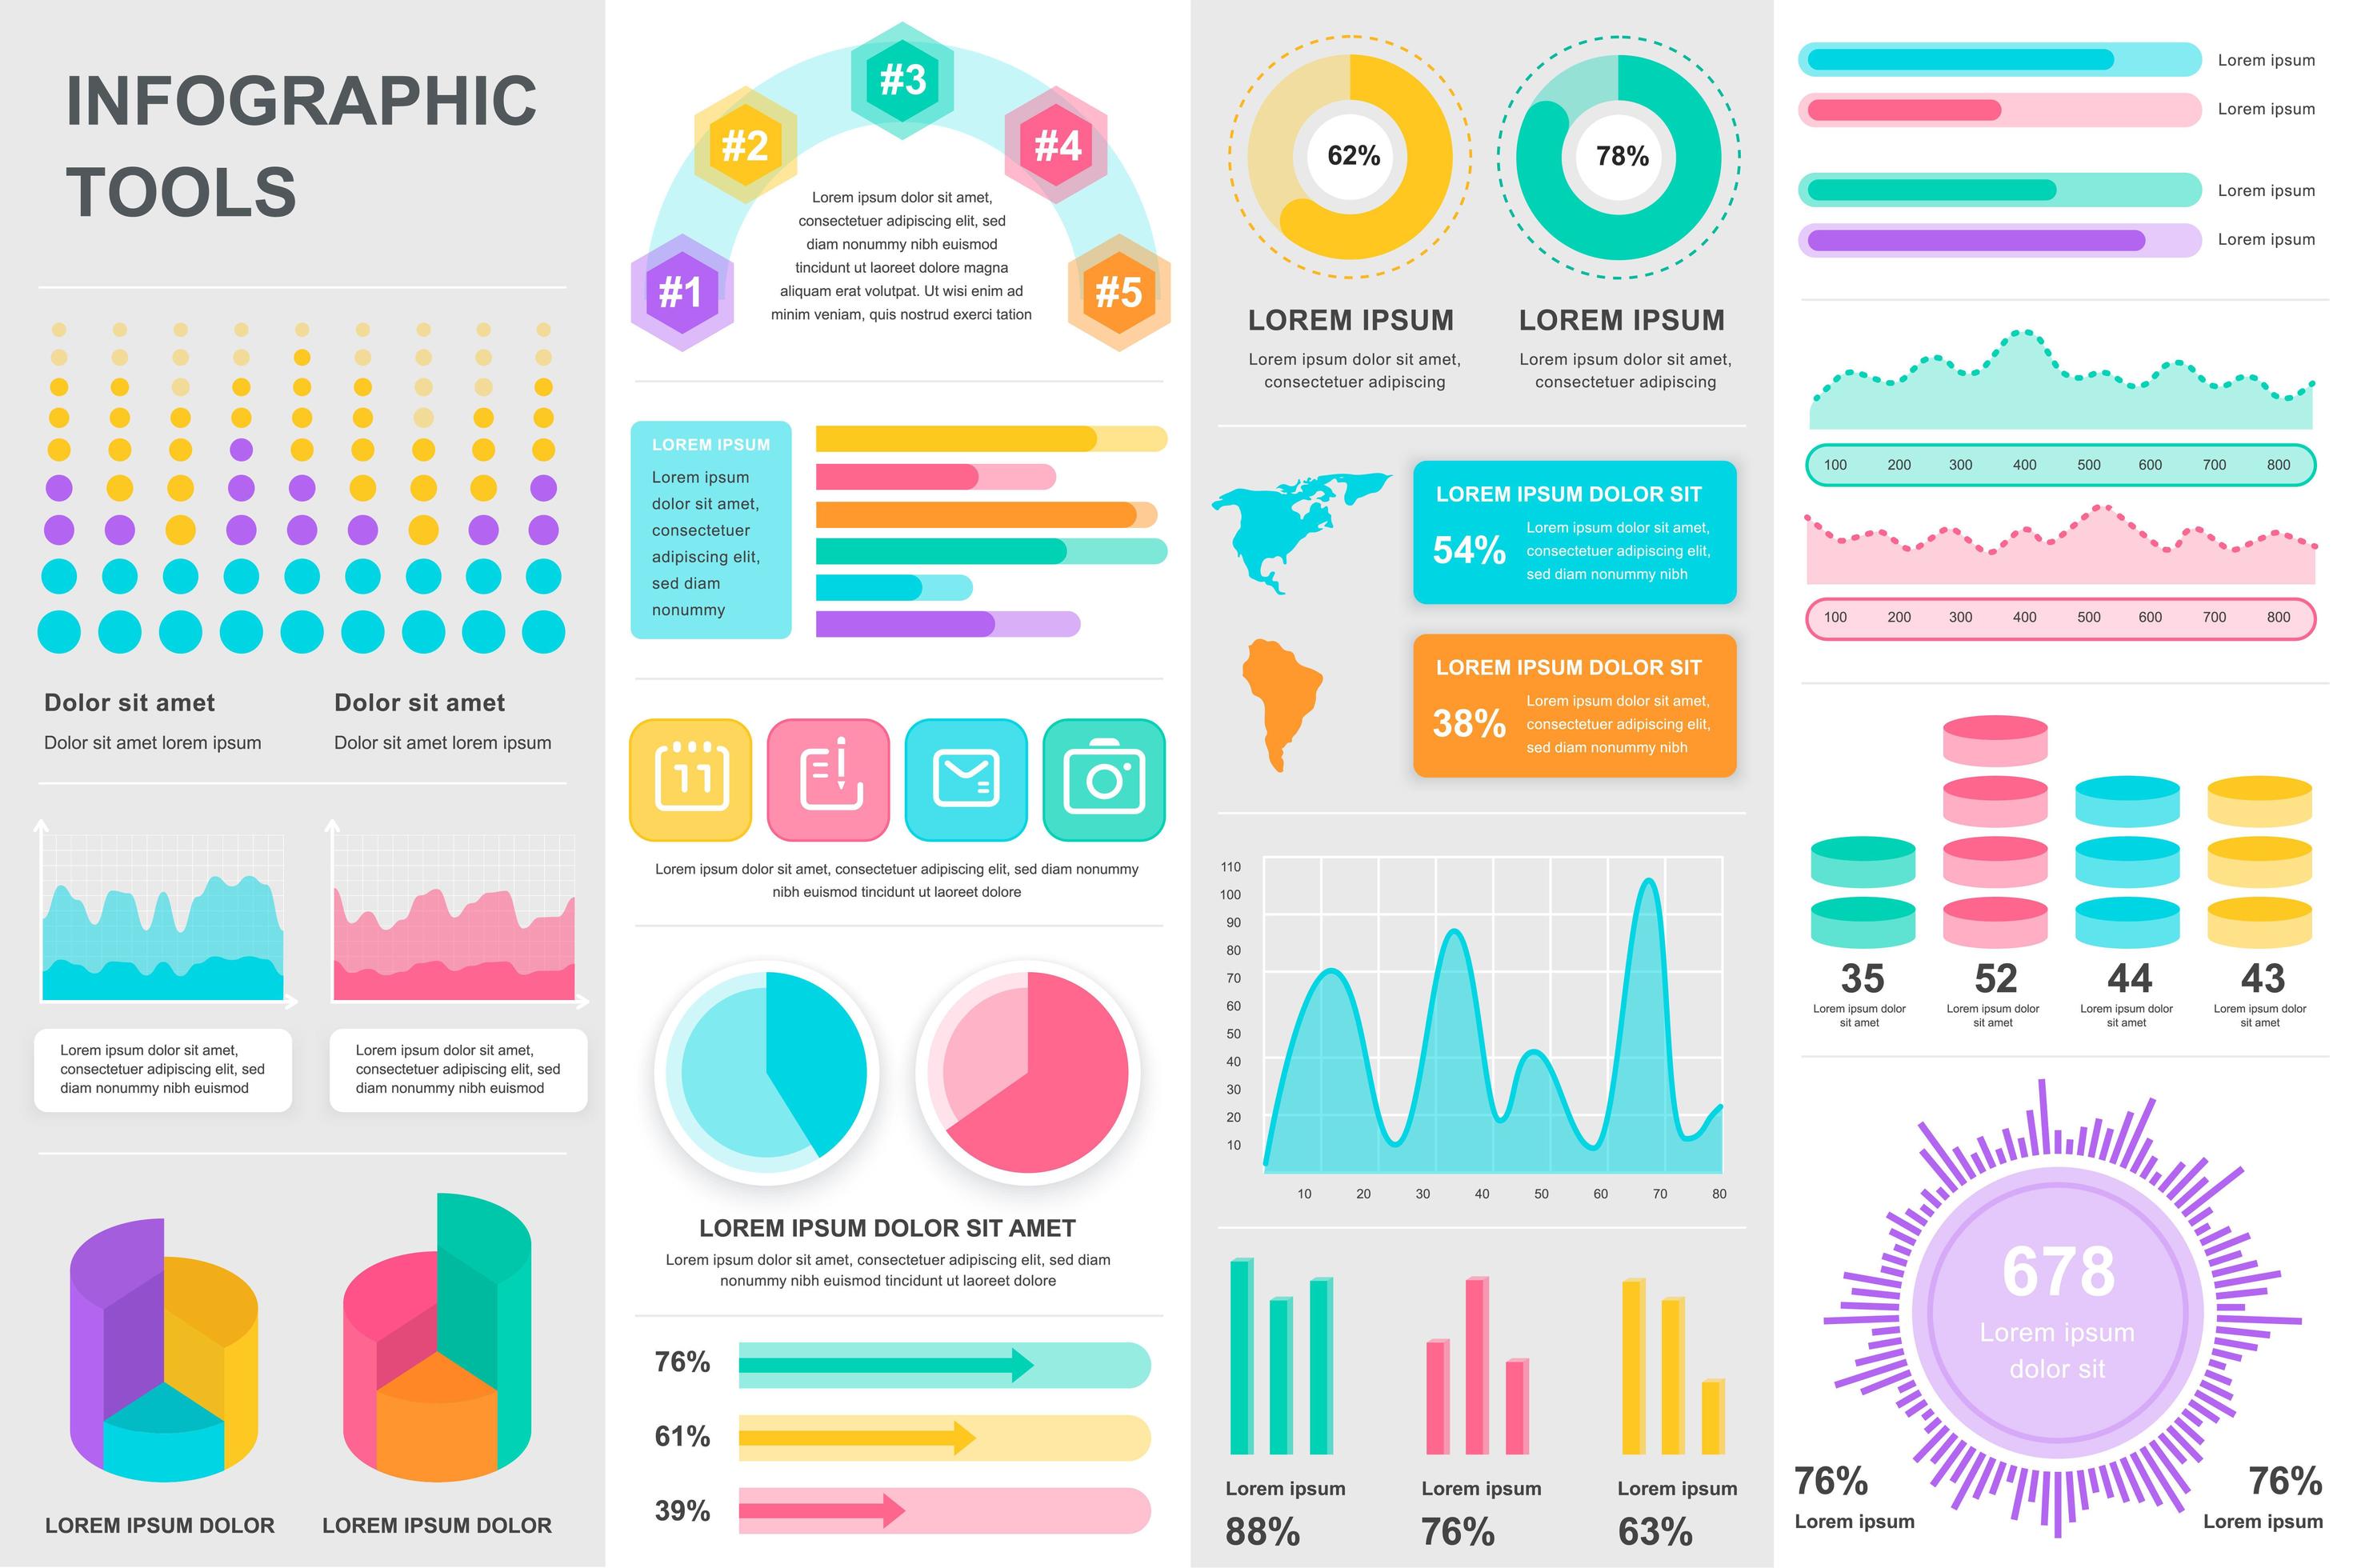 INFOGRAPHIC
TOOLS
Dolor sit amet
Dolor sit amet lorem ipsum
Dolor sit amet
Dolor sit amet lorem ipsum
Lorem ipsum dolor sit amet,
consectetuer adipiscing elit, sed
diam nonummy nibh euismod
Lorem ipsum dolor sit amet,
consectetuer adipiscing elit, sed
diam nonummy nibh euismod
LOREM IPSUM DOLOR
LOREM IPSUM DOLOR
#1
#2
#3
#4
#5
Lorem ipsum dolor sit amet,
consectetuer adipiscing elit, sed
diam nonummy nibh euismod
tincidunt ut laoreet dolore magna
aliquam erat volutpat. Ut wisi enim ad
minim veniam, quis nostrud exerci tation
LOREM IPSUM
Lorem ipsum
dolor sit amet,
consectetuer
adipiscing elit,
sed diam
nonummy
11
Lorem ipsum dolor sit amet, consectetuer adipiscing elit, sed diam nonummy
nibh euismod tincidunt ut laoreet dolore
LOREM IPSUM DOLOR SIT AMET
Lorem ipsum dolor sit amet, consectetuer adipiscing elit, sed diam
nonummy nibh euismod tincidunt ut laoreet dolore
76%
61%
39%
62%
LOREM IPSUM
Lorem ipsum dolor sit amet,
consectetuer adipiscing
78%
LOREM IPSUM
Lorem ipsum dolor sit amet,
consectetuer adipiscing
LOREM IPSUM DOLOR SIT
54%
Lorem ipsum dolor sit amet,
consectetuer adipiscing elit,
sed diam nonummy nibh
LOREM IPSUM DOLOR SIT
38%
Lorem ipsum dolor sit amet,
consectetuer adipiscing elit,
sed diam nonummy nibh
110
100
90
80
70
60
50
40
30
20
10
10 20 30 40 50 60 70 80
Lorem ipsum
88%
Lorem ipsum
76%
Lorem ipsum
63%
Lorem ipsum
Lorem ipsum
Lorem ipsum
Lorem ipsum
100 200 300 400 500 600 700 800
100 200 300 400 500 600 700 800
35
Lorem ipsum dolor
sit amet
52
Lorem ipsum dolor
sit amet
44
Lorem ipsum dolor
sit amet
43
Lorem ipsum dolor
sit amet
678
Lorem ipsum
dolor sit
76%
Lorem ipsum
76%
Lorem ipsum